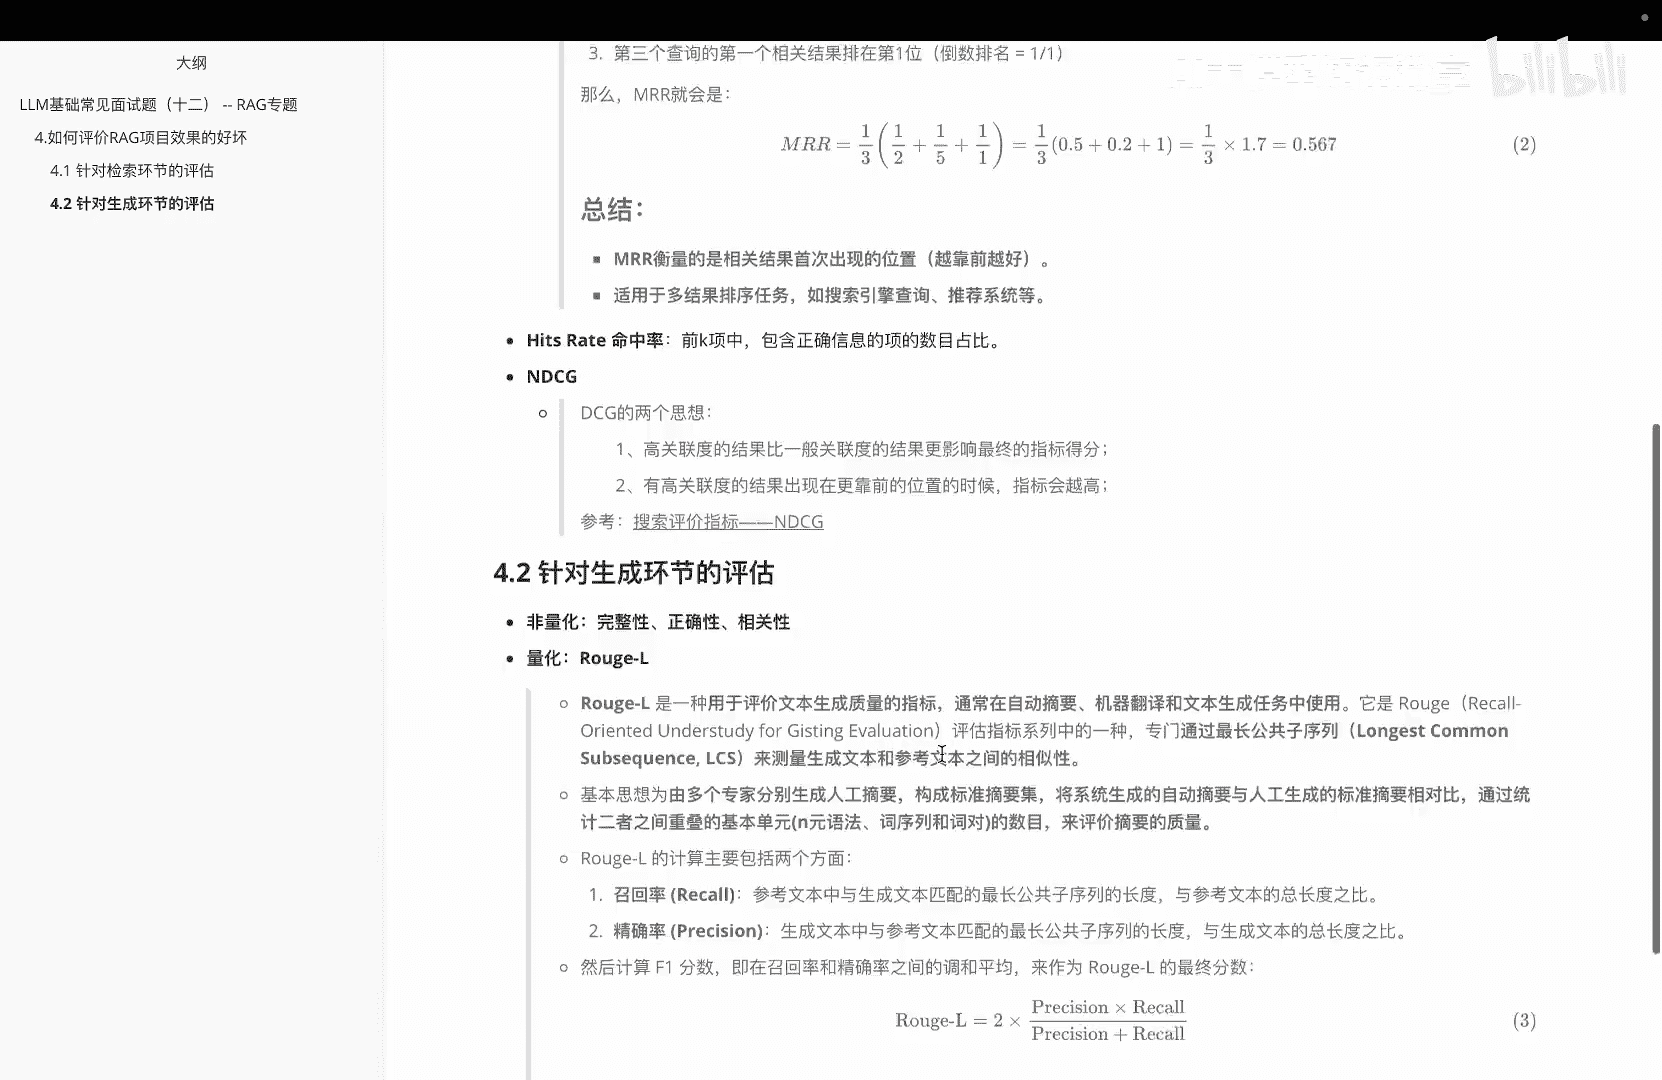 大纲
LLM基础常见面试题（十二） -- RAG专题
4.如何评价RAG项目效果的好坏
4.1 针对检索环节的评估
4.2 针对生成环节的评估
3. 第三个查询的第一个相关结果排在第1位（倒数排名 = 1/1）
那么，MRR就会是：
MRR = \frac{1}{3}\left(\frac{1}{2} + \frac{1}{5} + \frac{1}{1}\right) = \frac{1}{3}(0.5 + 0.2 + 1) = \frac{1}{3} × 1.7 = 0.567 (2)
总结：
▪ MRR衡量的是相关结果首次出现的位置（越靠前越好）。
▪ 适用于多结果排序任务，如搜索引擎查询、推荐系统等。
• Hits Rate 命中率：前k项中，包含正确信息的项的数目占比。
• NDCG
○ DCG的两个思想：
1、高关联度的结果比一般关联度的结果更影响最终的指标得分；
2、有高关联度的结果出现在更靠前的位置的时候，指标会越高；
参考：搜索评价指标——NDCG
4.2 针对生成环节的评估
• 非量化：完整性、正确性、相关性
• 量化：Rouge-L
○ Rouge-L 是一种用于评价文本生成质量的指标，通常在自动摘要、机器翻译和文本生成任务中使用。它是 Rouge（Recall-
Oriented Understudy for Gisting Evaluation）评估指标系列中的一种，专门通过最长公共子序列（Longest Common
Subsequence, LCS）来测量生成文本和参考文本之间的相似性。
○ 基本思想为由多个专家分别生成人工摘要，构成标准摘要集，将系统生成的自动摘要与人工生成的标准摘要相对比，通过统
计二者之间重叠的基本单元(n元语法、词序列和词对)的数目，来评价摘要的质量。
○ Rouge-L 的计算主要包括两个方面：
1. 召回率 (Recall)：参考文本中与生成文本匹配的最长公共子序列的长度，与参考文本的总长度之比。
2. 精确率 (Precision)：生成文本中与参考文本匹配的最长公共子序列的长度，与生成文本的总长度之比。
○ 然后计算 F1 分数，即在召回率和精确率之间的调和平均，来作为 Rouge-L 的最终分数：
Rouge-L = 2 × \frac{Precision × Recall}{Precision + Recall} (3)
bilibili